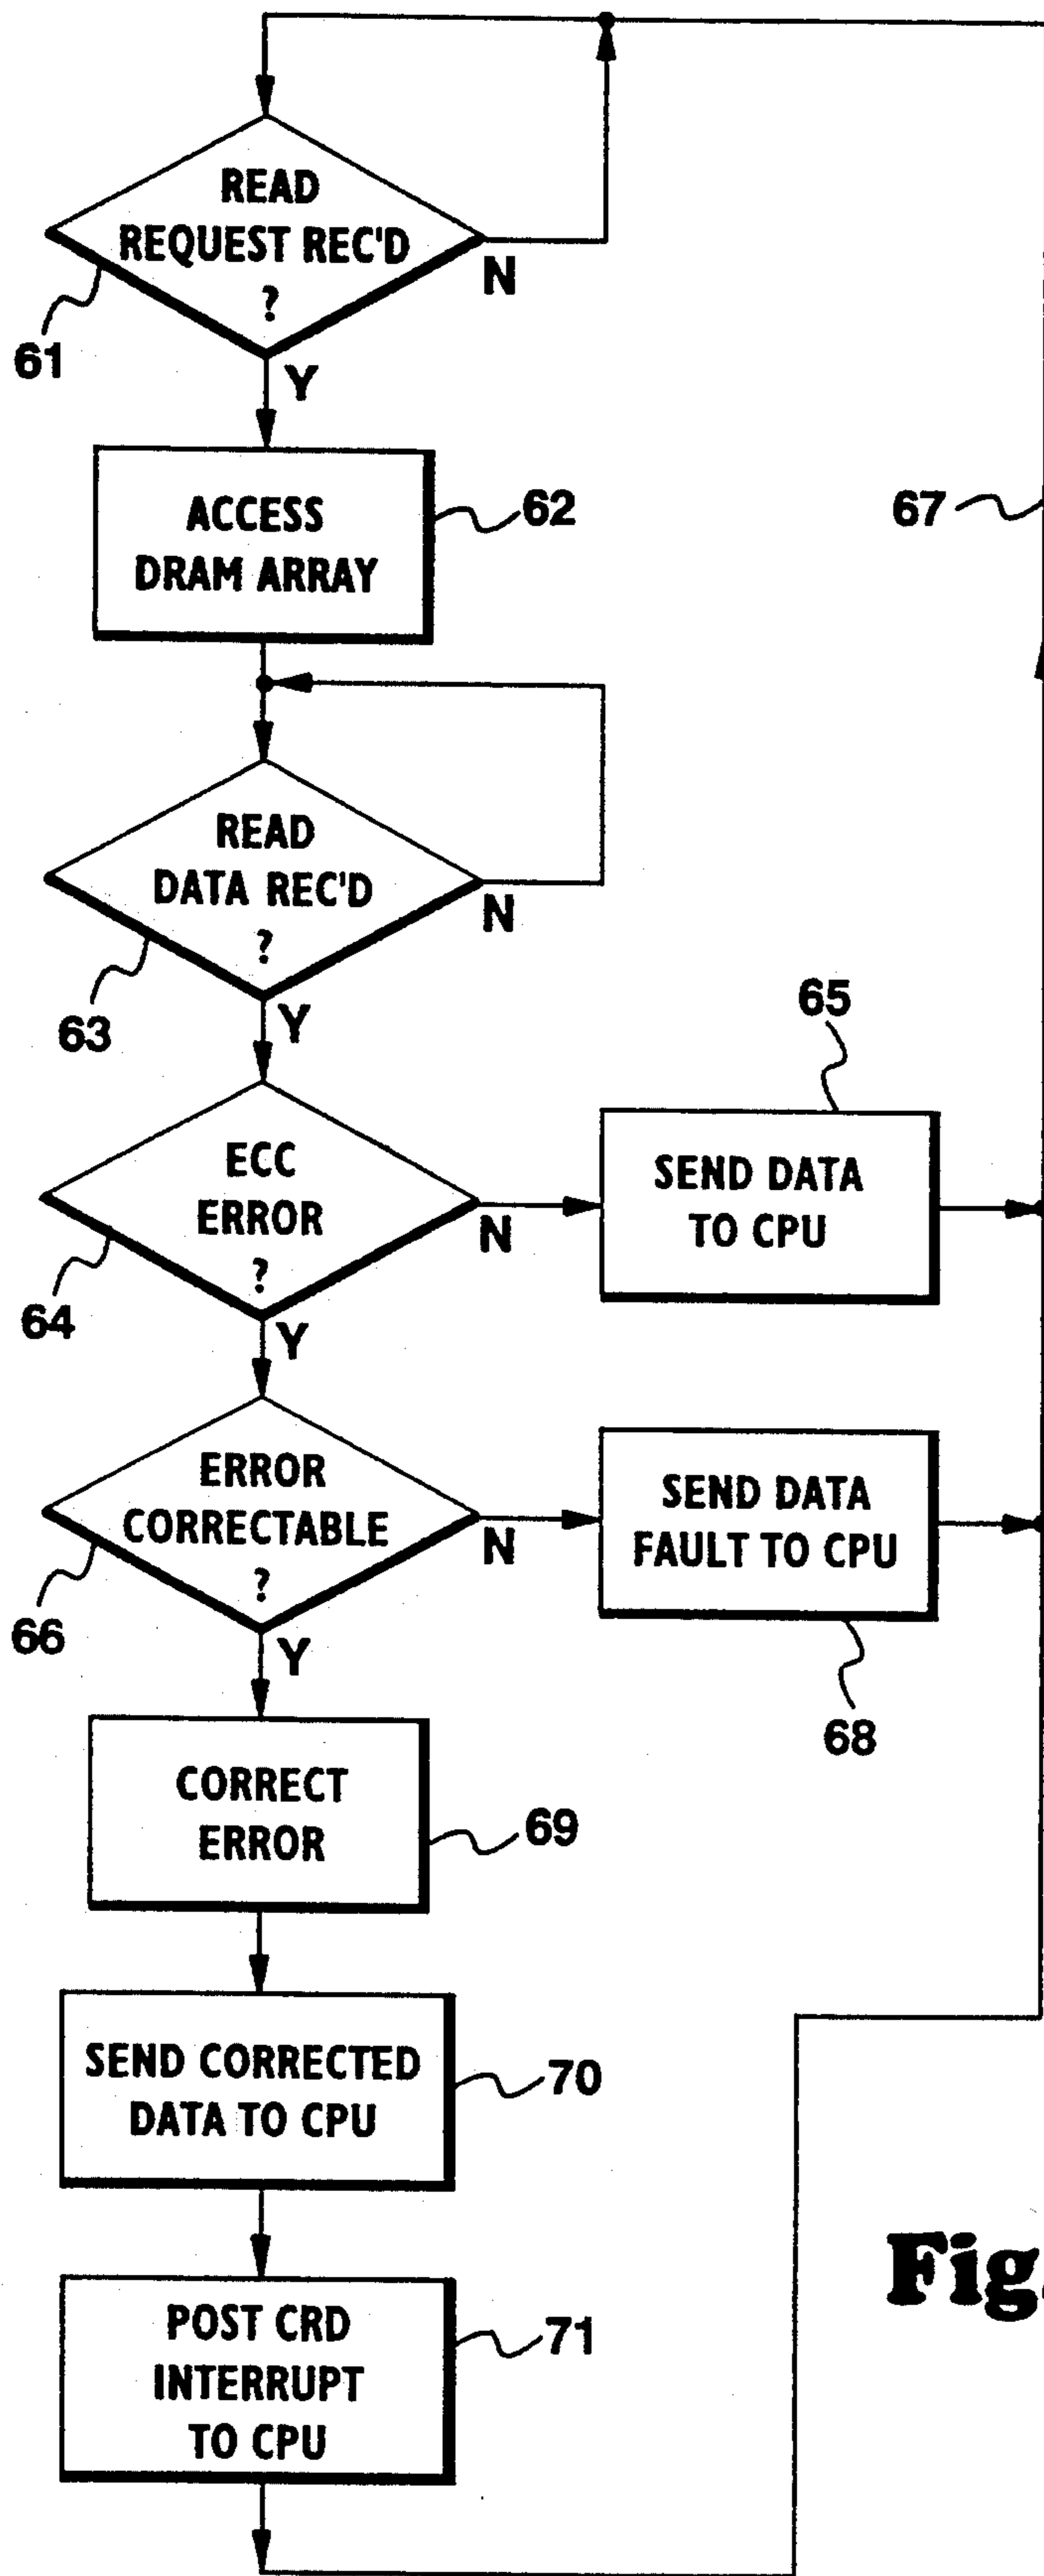 READ
REQUEST REC'D
?
N
61
Y
ACCESS
DRAM ARRAY
62
67
READ
DATA REC'D
?
N
63
Y
65
ECC
ERROR
?
N
SEND DATA
TO CPU
64
Y
ERROR
CORRECTABLE
?
N
SEND DATA
FAULT TO CPU
66
Y
68
CORRECT
ERROR
69
SEND CORRECTED
DATA TO CPU
70
POST CRD
INTERRUPT
TO CPU
71
Fig.